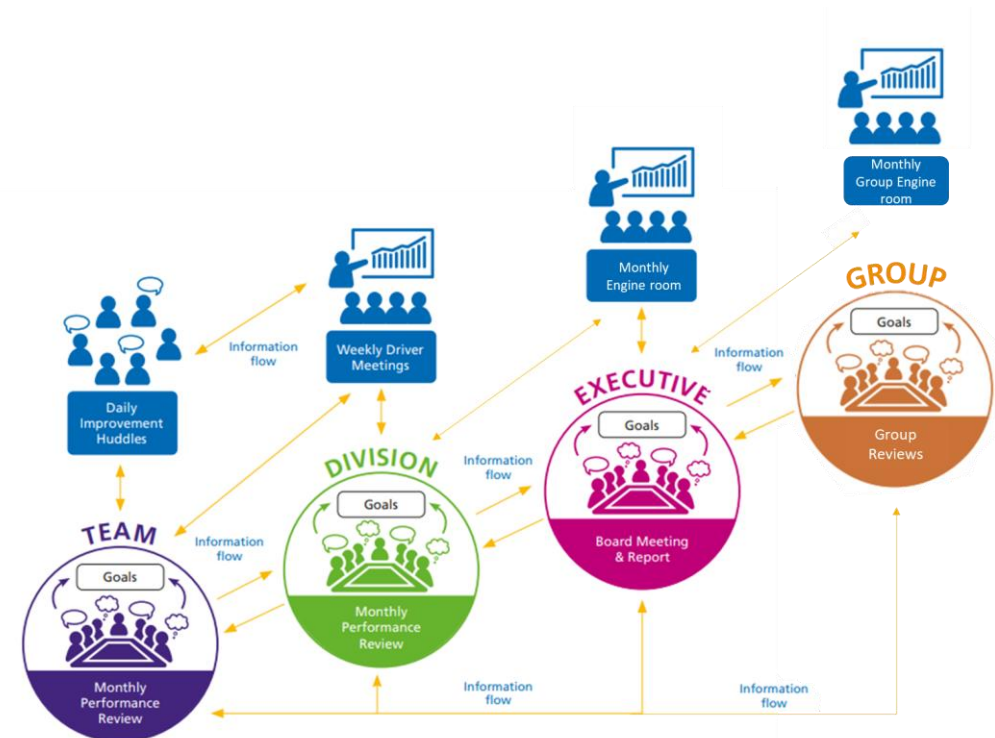 Monthly
Group Engine
room
GROUP
Goals
Group
Reviews
Monthly
Engine room
Information
flow
EXECUTIVE
Goals
Board Meeting
& Report
Weekly Driver
Meetings
Information
flow
Daily
Improvement
Huddles
DIVISION
Goals
Monthly
Performance
Review
Information
flow
TEAM
Goals
Monthly
Performance
Review
Information
flow
Information
flow
Information
flow